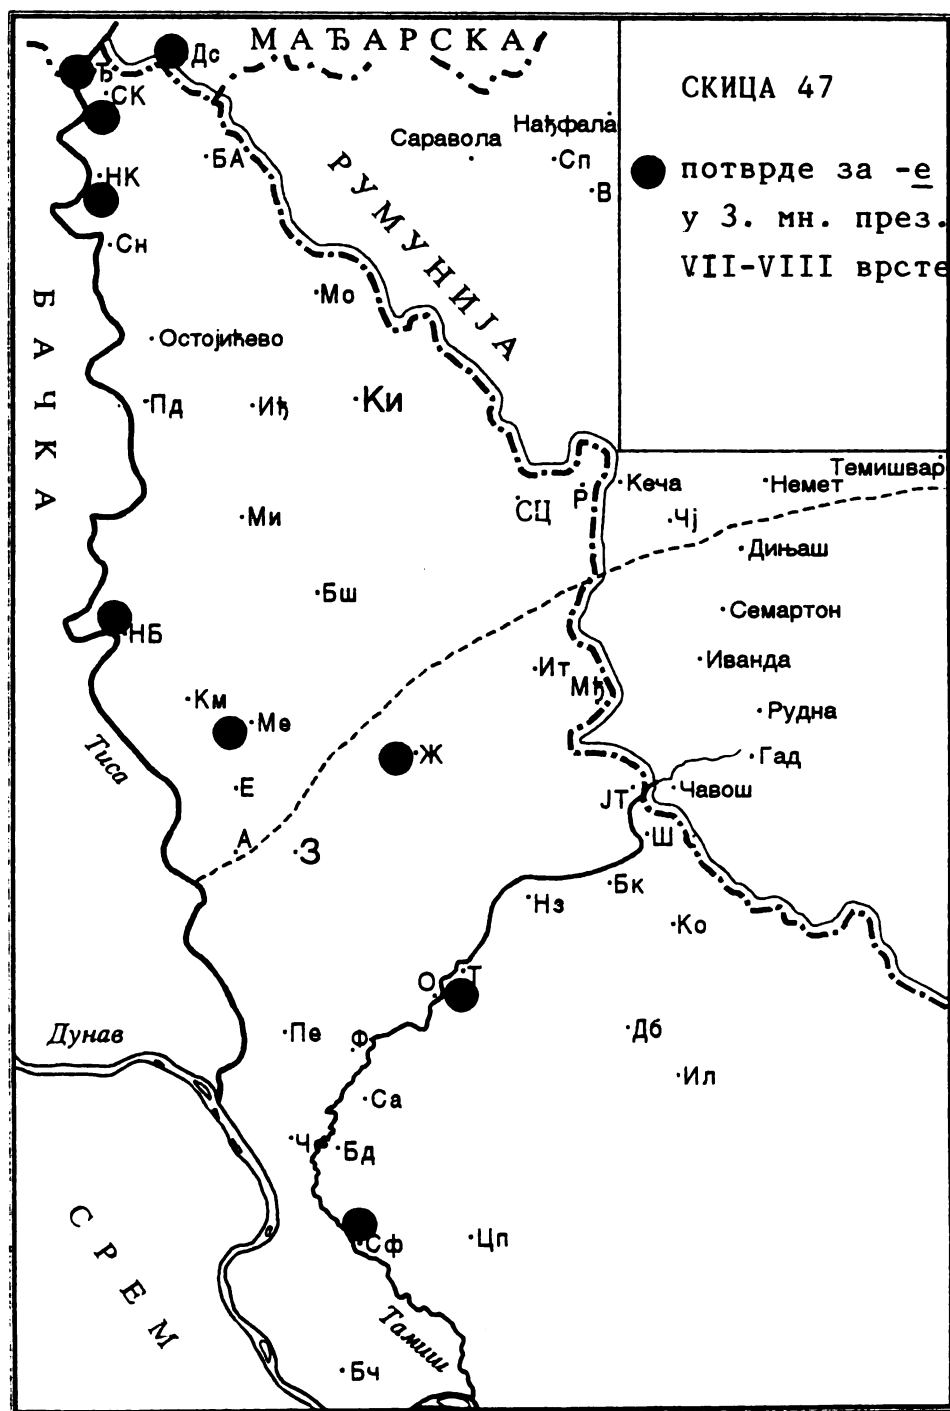 МАЂАРСКА
СКИЦА 47
потврде за -е
у 3. мн. през.
VII-VIII врсте
Ђ
Дс
СК
БА
НК
Сн
Саравола
Нађфала
Сп
В
РУМУНИЈА
БАЧКА
Мо
Остојићево
Пд
Иђ
Ки
СЦ
Р
Кеча
Немет
Темишвар
Чј
Ми
Динаш
Бш
Семартон
НБ
Ит
Иванда
Мђ
Км
Ме
Рудна
Тиса
Ж
Гад
Е
ЈТ
Чавош
А
З
Ш
Нз
Бк
Ко
О
Т
Дунав
Пе
Ф
Дб
Са
Ил
Ч
Бд
СРЕМ
Сф
Цп
Тамиш
Бч